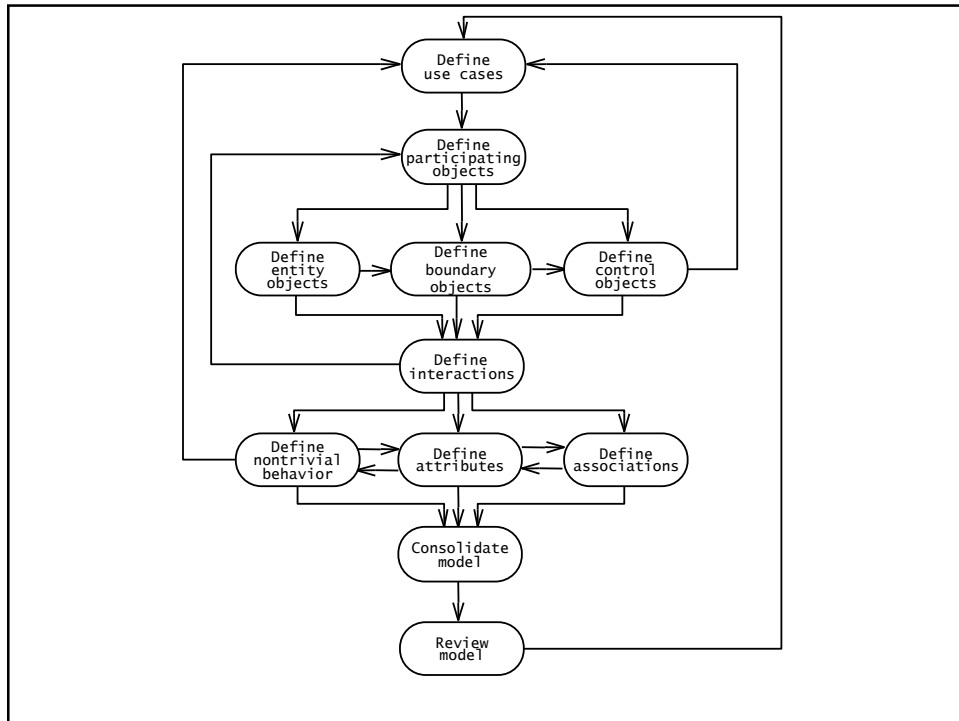 Define
use cases
Define
participating
objects
Define
entity
objects
Define
boundary
objects
Define
control
objects
Define
interactions
Define
nontrivial
behavior
Define
attributes
Define
associations
Consolidate
model
Review
model